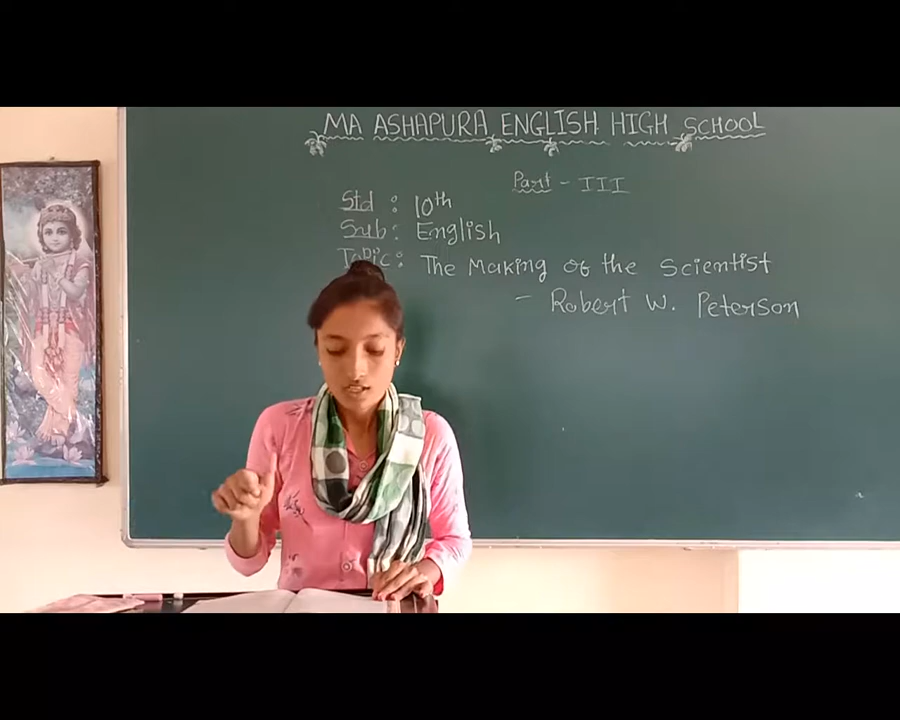 MA ASHAPURA ENGLISH HIGH SCHOOL
Part - III
Std : 10th
Sub : English
Topic : The Making of the Scientist
- Robert W. Peterson